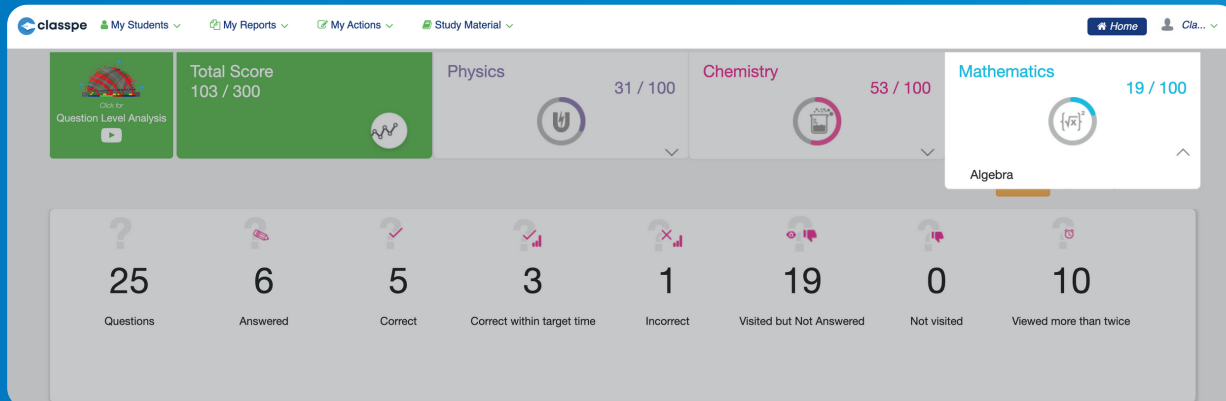 classpe My Students My Reports My Actions Study Material Home Cla...
Click for
Question Level Analysis
Total Score
103 / 300
Physics
31 / 100
Chemistry
53 / 100
Mathematics
19 / 100
{√x}²
Algebra
25 6 5 3 1 19 0 10
Questions Answered Correct Correct within target time Incorrect Visited but Not Answered Not visited Viewed more than twice